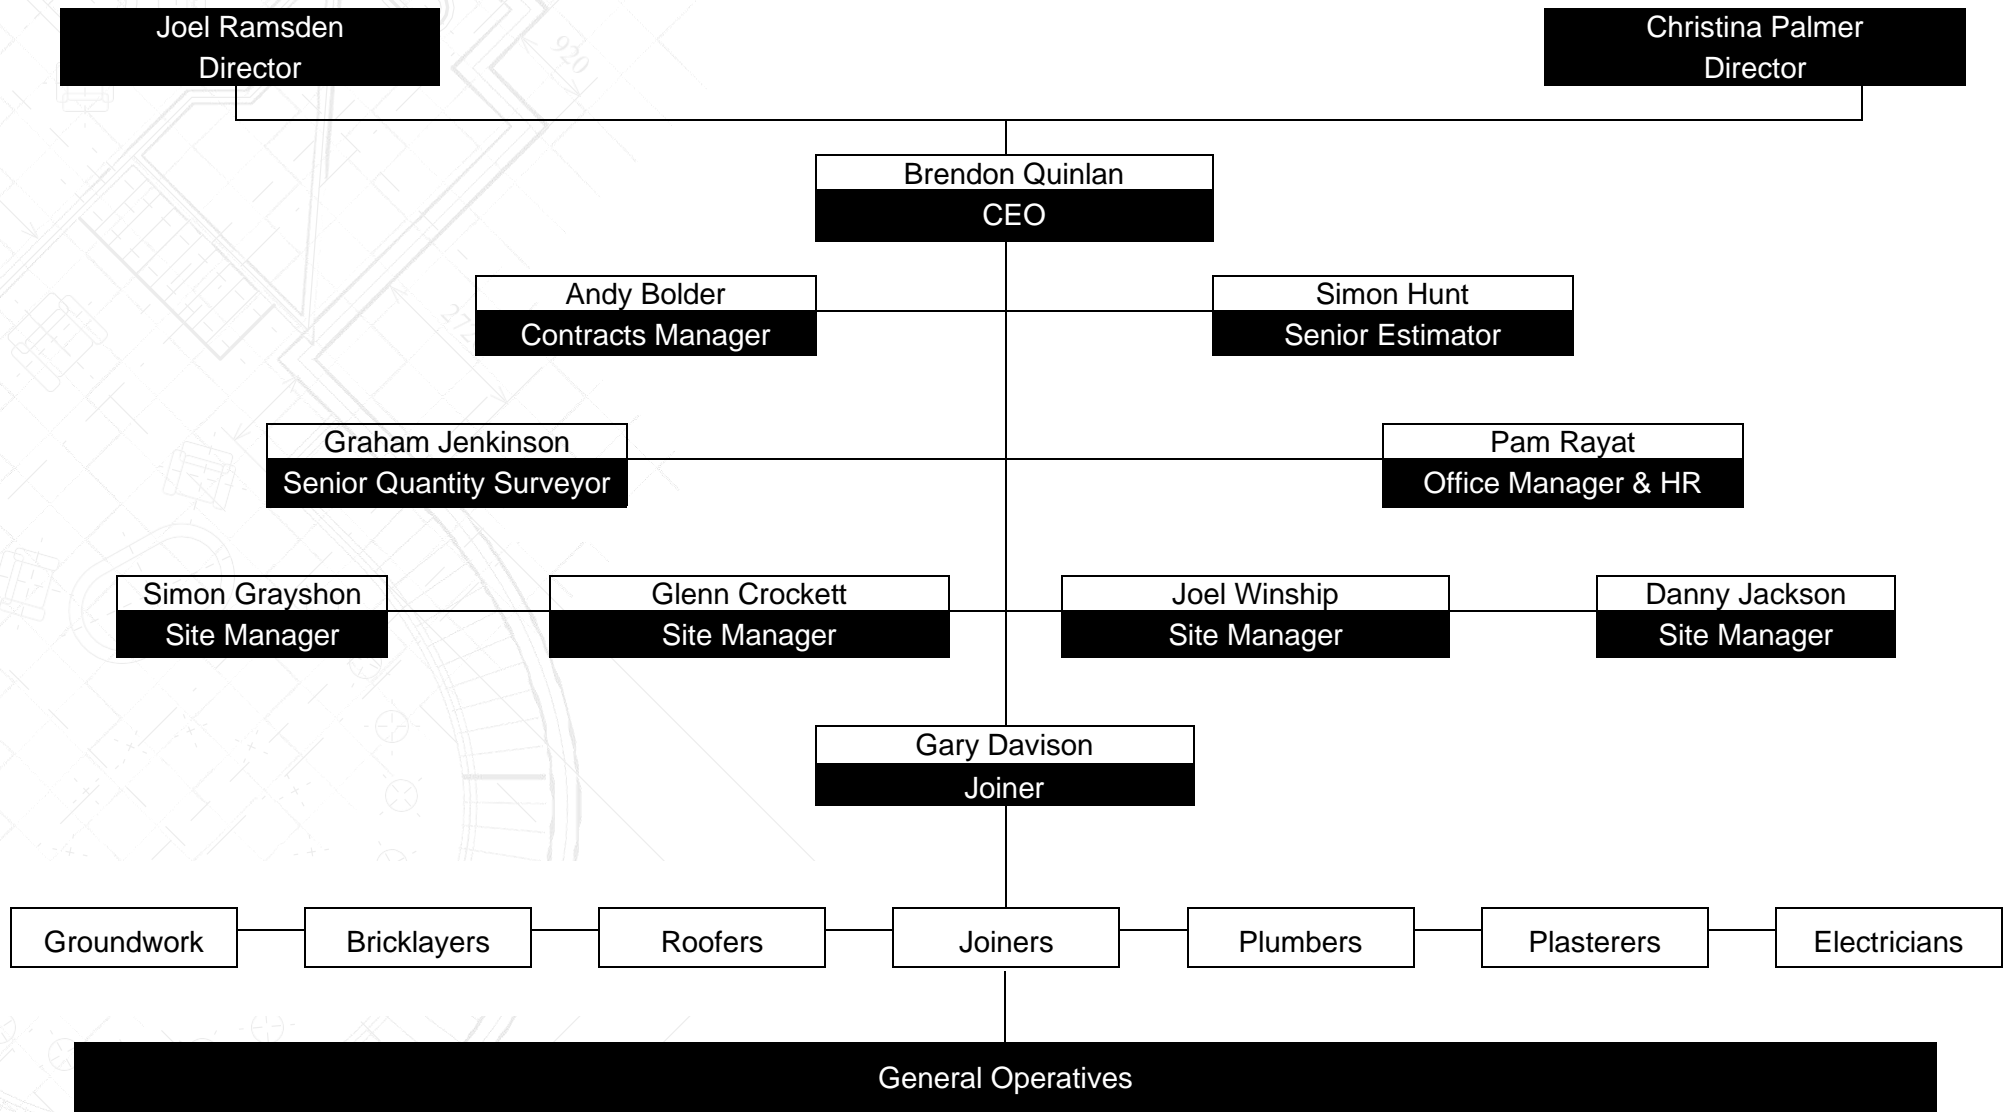 Joel Ramsden
Director
Christina Palmer
Director
920
Brendon Quinlan
CEO
Andy Bolder
Contracts Manager
Simon Hunt
Senior Estimator
Graham Jenkinson
Senior Quantity Surveyor
Pam Rayat
Office Manager & HR
Simon Grayshon
Site Manager
Glenn Crockett
Site Manager
Joel Winship
Site Manager
Danny Jackson
Site Manager
Gary Davison
Joiner
Groundwork
Bricklayers
Roofers
Joiners
Plumbers
Plasterers
Electricians
General Operatives